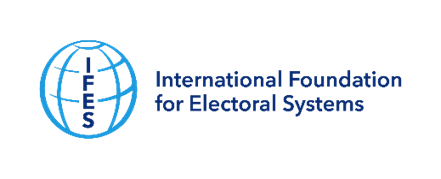 IFES
International Foundation
for Electoral Systems